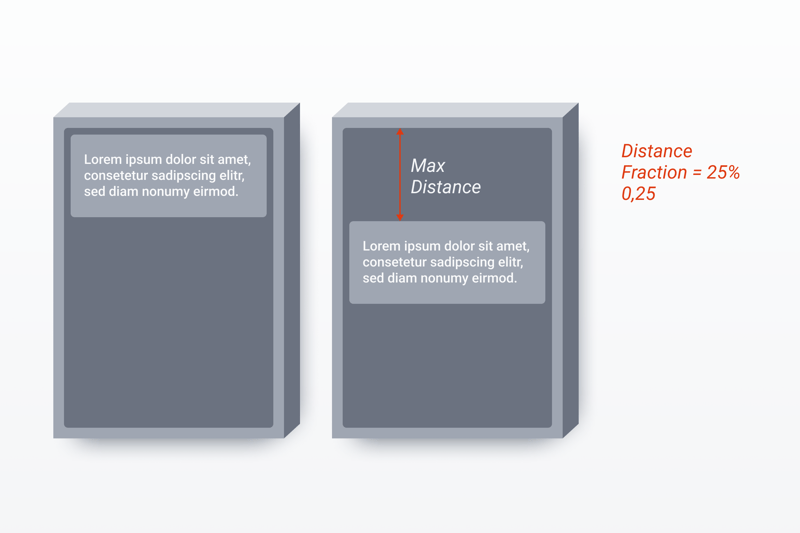 Lorem ipsum dolor sit amet,
consetetur sadipscing elitr,
sed diam nonumy eirmod.
Max
Distance
Lorem ipsum dolor sit amet,
consetetur sadipscing elitr,
sed diam nonumy eirmod.
Distance
Fraction = 25%
0,25